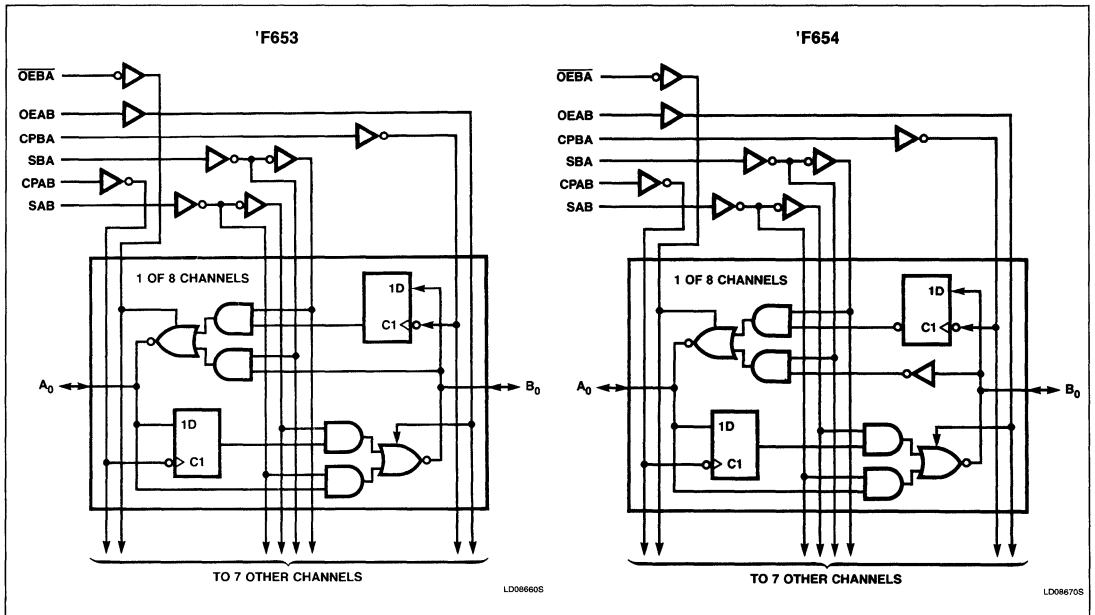 'F653
OEBA
OEAB
CPBA
SBA
CPAB
SAB
1 OF 8 CHANNELS
1D
C1
A₀
B₀
1D
C1
TO 7 OTHER CHANNELS
LD08660S
'F654
OEBA
OEAB
CPBA
SBA
CPAB
SAB
1 OF 8 CHANNELS
1D
C1
A₀
B₀
1D
C1
TO 7 OTHER CHANNELS
LD08670S